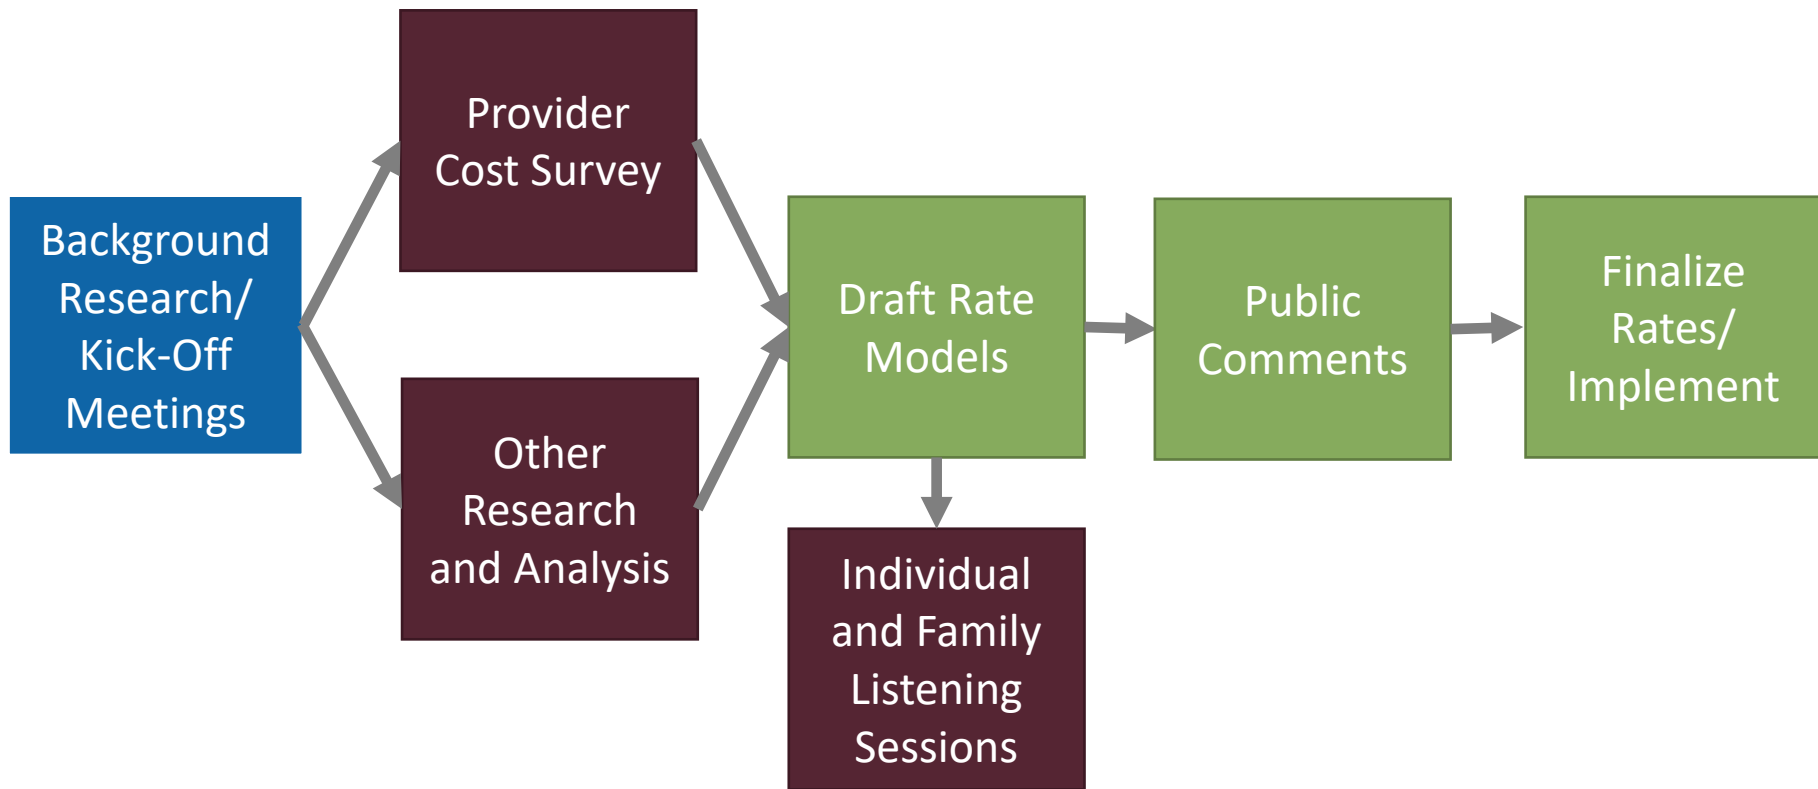 Background
Research/
Kick-Off
Meetings
Provider
Cost Survey
Other
Research
and Analysis
Draft Rate
Models
Individual
and Family
Listening
Sessions
Public
Comments
Finalize
Rates/
Implement